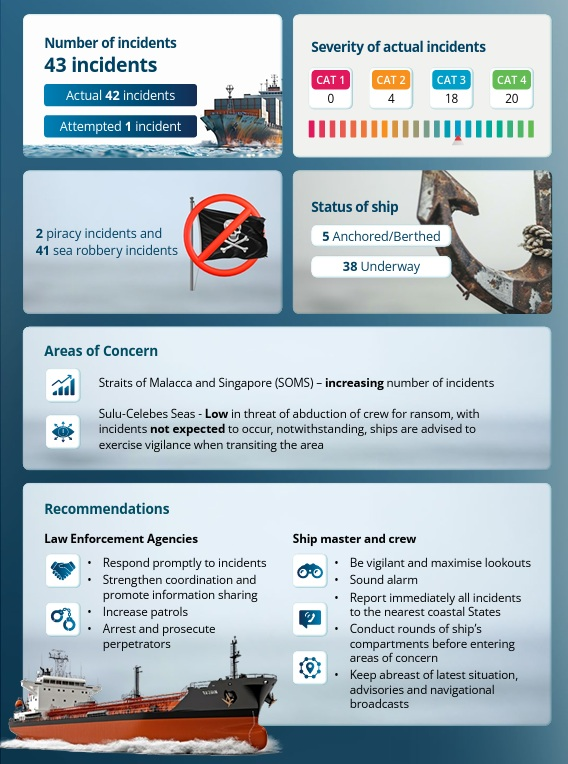 Number of incidents
43 incidents
Actual 42 incidents
Attempted 1 incident
Severity of actual incidents
CAT 1
CAT 2
CAT 3
CAT 4
0
4
18
20
2 piracy incidents and
41 sea robbery incidents
Status of ship
5 Anchored/Berthed
38 Underway
Areas of Concern
Straits of Malacca and Singapore (SOMS) – increasing number of incidents
Sulu-Celebes Seas - Low in threat of abduction of crew for ransom, with
incidents not expected to occur, notwithstanding, ships are advised to
exercise vigilance when transiting the area
Recommendations
Law Enforcement Agencies
• Respond promptly to incidents
• Strengthen coordination and
promote information sharing
• Increase patrols
• Arrest and prosecute
perpetrators
Ship master and crew
• Be vigilant and maximise lookouts
• Sound alarm
• Report immediately all incidents
to the nearest coastal States
• Conduct rounds of ship's
compartments before entering
areas of concern
• Keep abreast of latest situation,
advisories and navigational
broadcasts